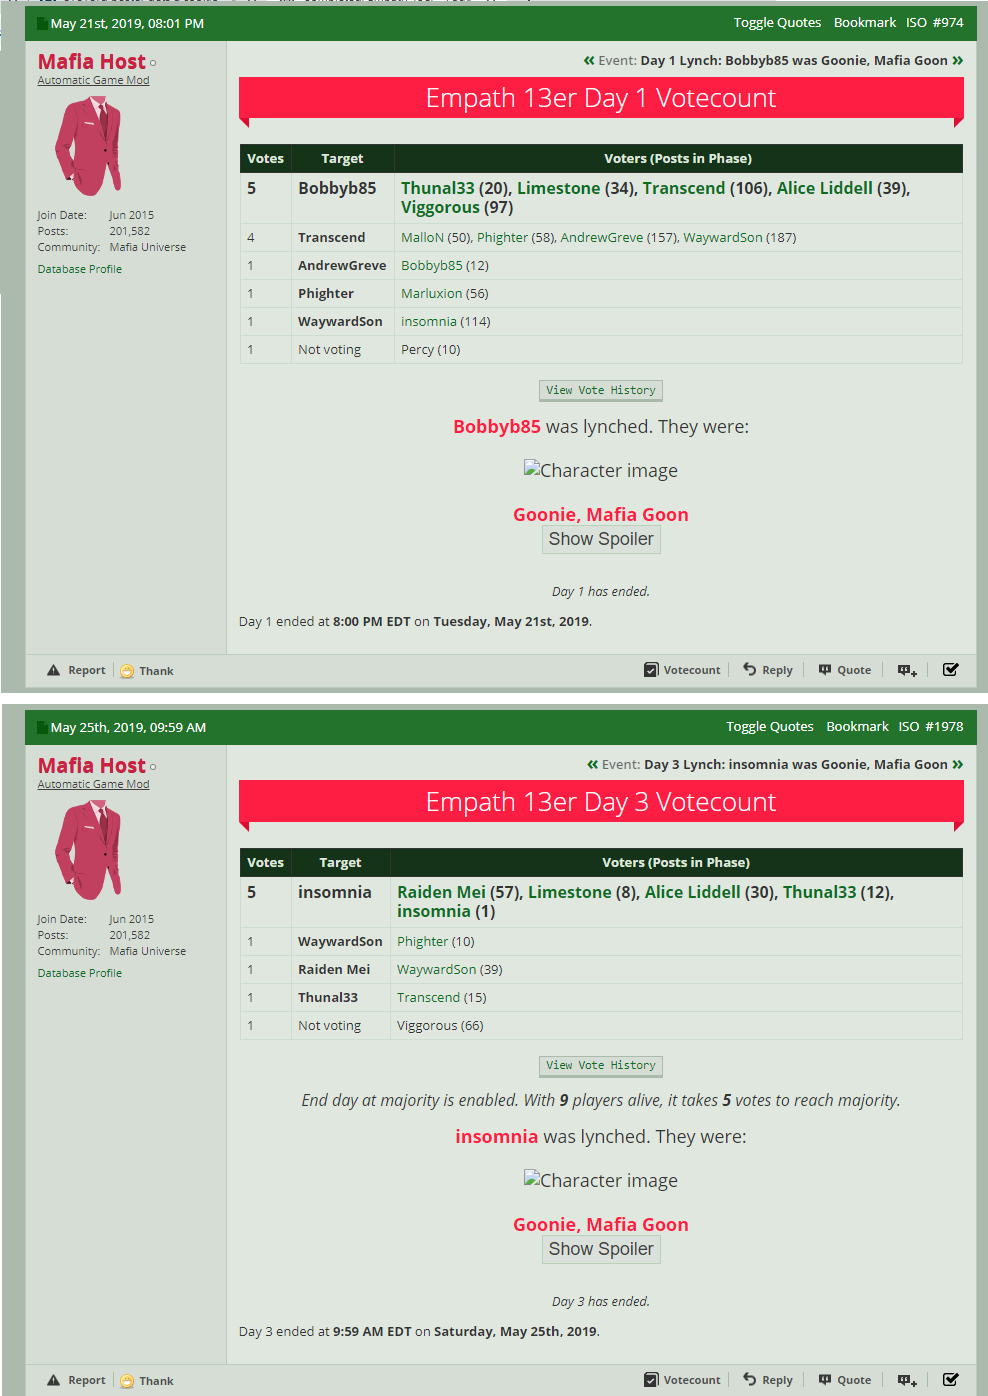 May 21st, 2019, 08:01 PM
Toggle Quotes Bookmark ISO #974
Mafia Host
Automatic Game Mod
Join Date: Jun 2015
Posts: 201,582
Community: Mafia Universe
Database Profile
« Event: Day 1 Lynch: Bobbyb85 was Goonie, Mafia Goon »
Empath 13er Day 1 Votecount
Votes Target Voters (Posts in Phase)
5 Bobbyb85 Thunal33 (20), Limestone (34), Transcend (106), Alice Liddell (39),
Viggorous (97)
4 Transcend MalloN (50), Phighter (58), AndrewGreve (157), WaywardSon (187)
1 AndrewGreve Bobbyb85 (12)
1 Phighter Marluxion (56)
1 WaywardSon insomnia (114)
1 Not voting Percy (10)
View Vote History
Bobbyb85 was lynched. They were:
Character image
Goonie, Mafia Goon
Show Spoiler
Day 1 has ended.
Day 1 ended at 8:00 PM EDT on Tuesday, May 21st, 2019.
Report Thank
Votecount Reply Quote
May 25th, 2019, 09:59 AM
Toggle Quotes Bookmark ISO #1978
Mafia Host
Automatic Game Mod
Join Date: Jun 2015
Posts: 201,582
Community: Mafia Universe
Database Profile
« Event: Day 3 Lynch: insomnia was Goonie, Mafia Goon »
Empath 13er Day 3 Votecount
Votes Target Voters (Posts in Phase)
5 insomnia Raiden Mei (57), Limestone (8), Alice Liddell (30), Thunal33 (12),
insomnia (1)
1 WaywardSon Phighter (10)
1 Raiden Mei WaywardSon (39)
1 Thunal33 Transcend (15)
1 Not voting Viggorous (66)
View Vote History
End day at majority is enabled. With 9 players alive, it takes 5 votes to reach majority.
insomnia was lynched. They were:
Character image
Goonie, Mafia Goon
Show Spoiler
Day 3 has ended.
Day 3 ended at 9:59 AM EDT on Saturday, May 25th, 2019.
Report Thank
Votecount Reply Quote